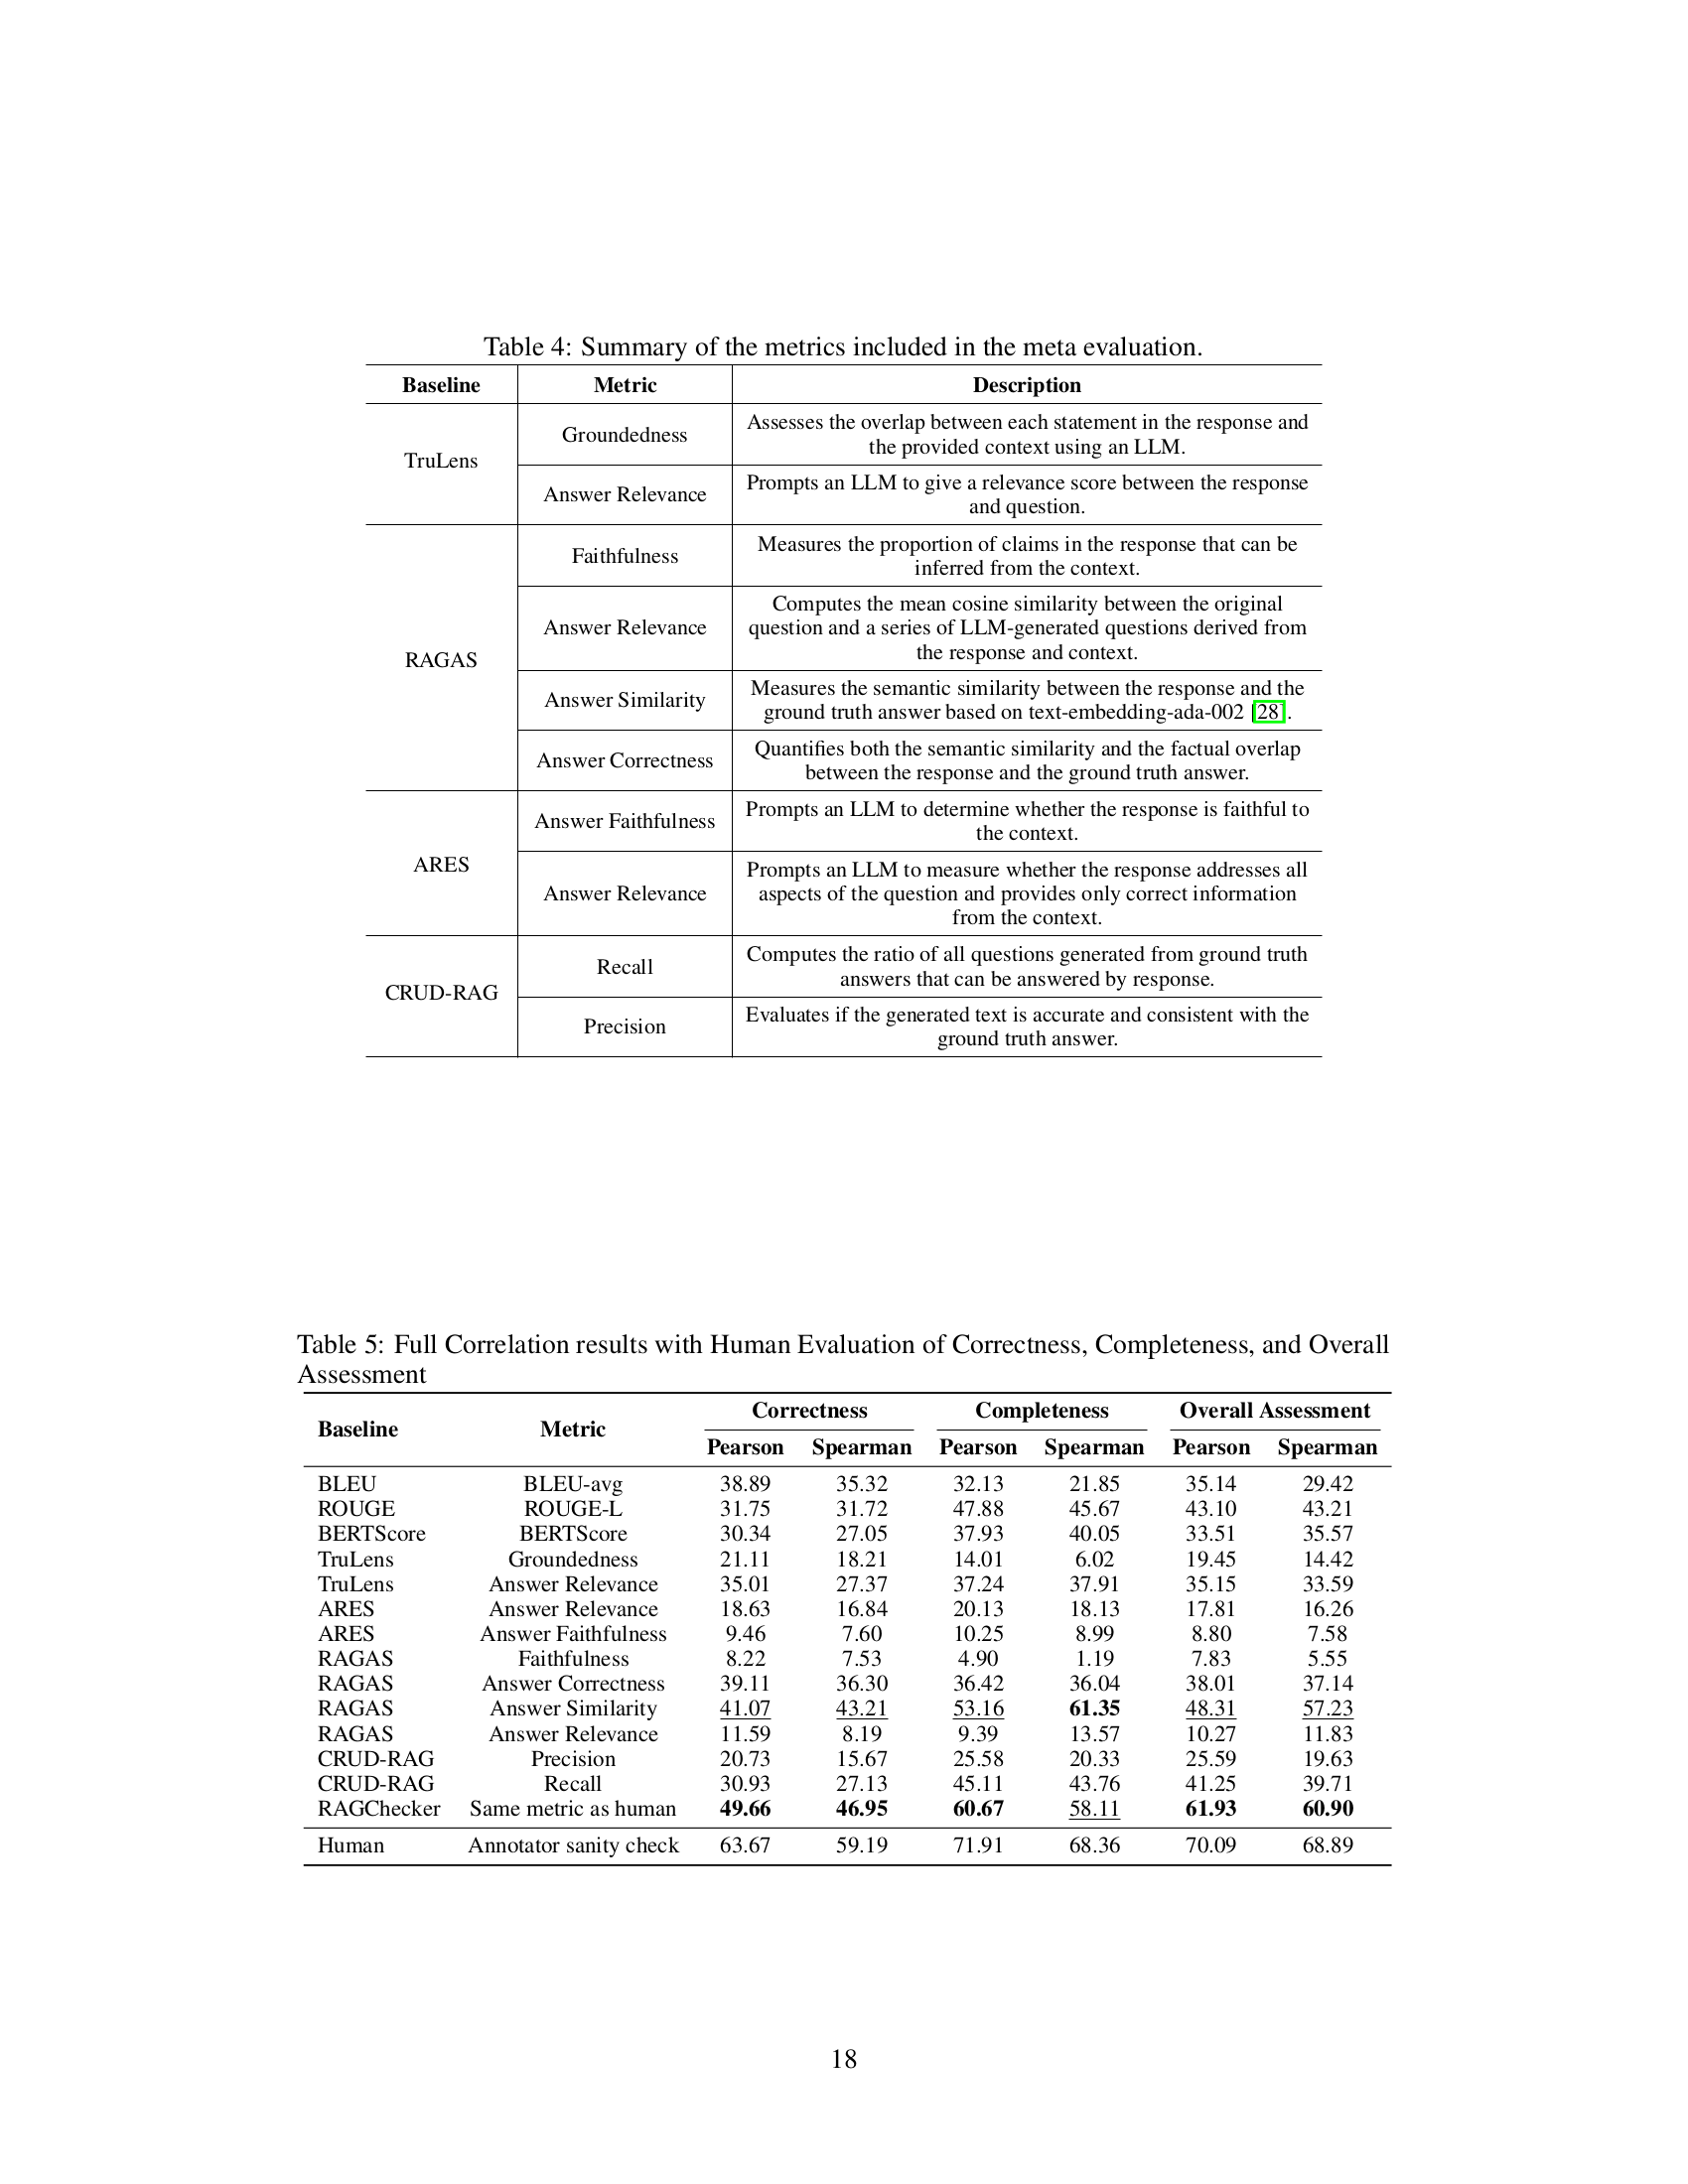 Table 4: Summary of the metrics included in the meta evaluation.
Baseline Metric Description
TruLens
Groundedness
Assesses the overlap between each statement in the response and
the provided context using an LLM.
Answer Relevance
Prompts an LLM to give a relevance score between the response
and question.
RAGAS
Faithfulness
Measures the proportion of claims in the response that can be
inferred from the context.
Answer Relevance
Computes the mean cosine similarity between the original
question and a series of LLM-generated questions derived from
the response and context.
Answer Similarity
Measures the semantic similarity between the response and the
ground truth answer based on text-embedding-ada-002 [28].
Answer Correctness
Quantifies both the semantic similarity and the factual overlap
between the response and the ground truth answer.
ARES
Answer Faithfulness
Prompts an LLM to determine whether the response is faithful to
the context.
Answer Relevance
Prompts an LLM to measure whether the response addresses all
aspects of the question and provides only correct information
from the context.
CRUD-RAG
Recall
Computes the ratio of all questions generated from ground truth
answers that can be answered by response.
Precision
Evaluates if the generated text is accurate and consistent with the
ground truth answer.
Table 5: Full Correlation results with Human Evaluation of Correctness, Completeness, and Overall
Assessment
Baseline Metric Correctness Completeness Overall Assessment
Pearson Spearman Pearson Spearman Pearson Spearman
BLEU BLEU-avg 38.89 35.32 32.13 21.85 35.14 29.42
ROUGE ROUGE-L 31.75 31.72 47.88 45.67 43.10 43.21
BERTScore BERTScore 30.34 27.05 37.93 40.05 33.51 35.57
TruLens Groundedness 21.11 18.21 14.01 6.02 19.45 14.42
TruLens Answer Relevance 35.01 27.37 37.24 37.91 35.15 33.59
ARES Answer Relevance 18.63 16.84 20.13 18.13 17.81 16.26
ARES Answer Faithfulness 9.46 7.60 10.25 8.99 8.80 7.58
RAGAS Faithfulness 8.22 7.53 4.90 1.19 7.83 5.55
RAGAS Answer Correctness 39.11 36.30 36.42 36.04 38.01 37.14
RAGAS Answer Similarity 41.07 43.21 53.16 61.35 48.31 57.23
RAGAS Answer Relevance 11.59 8.19 9.39 13.57 10.27 11.83
CRUD-RAG Precision 20.73 15.67 25.58 20.33 25.59 19.63
CRUD-RAG Recall 30.93 27.13 45.11 43.76 41.25 39.71
RAGChecker Same metric as human 49.66 46.95 60.67 58.11 61.93 60.90
Human Annotator sanity check 63.67 59.19 71.91 68.36 70.09 68.89
18